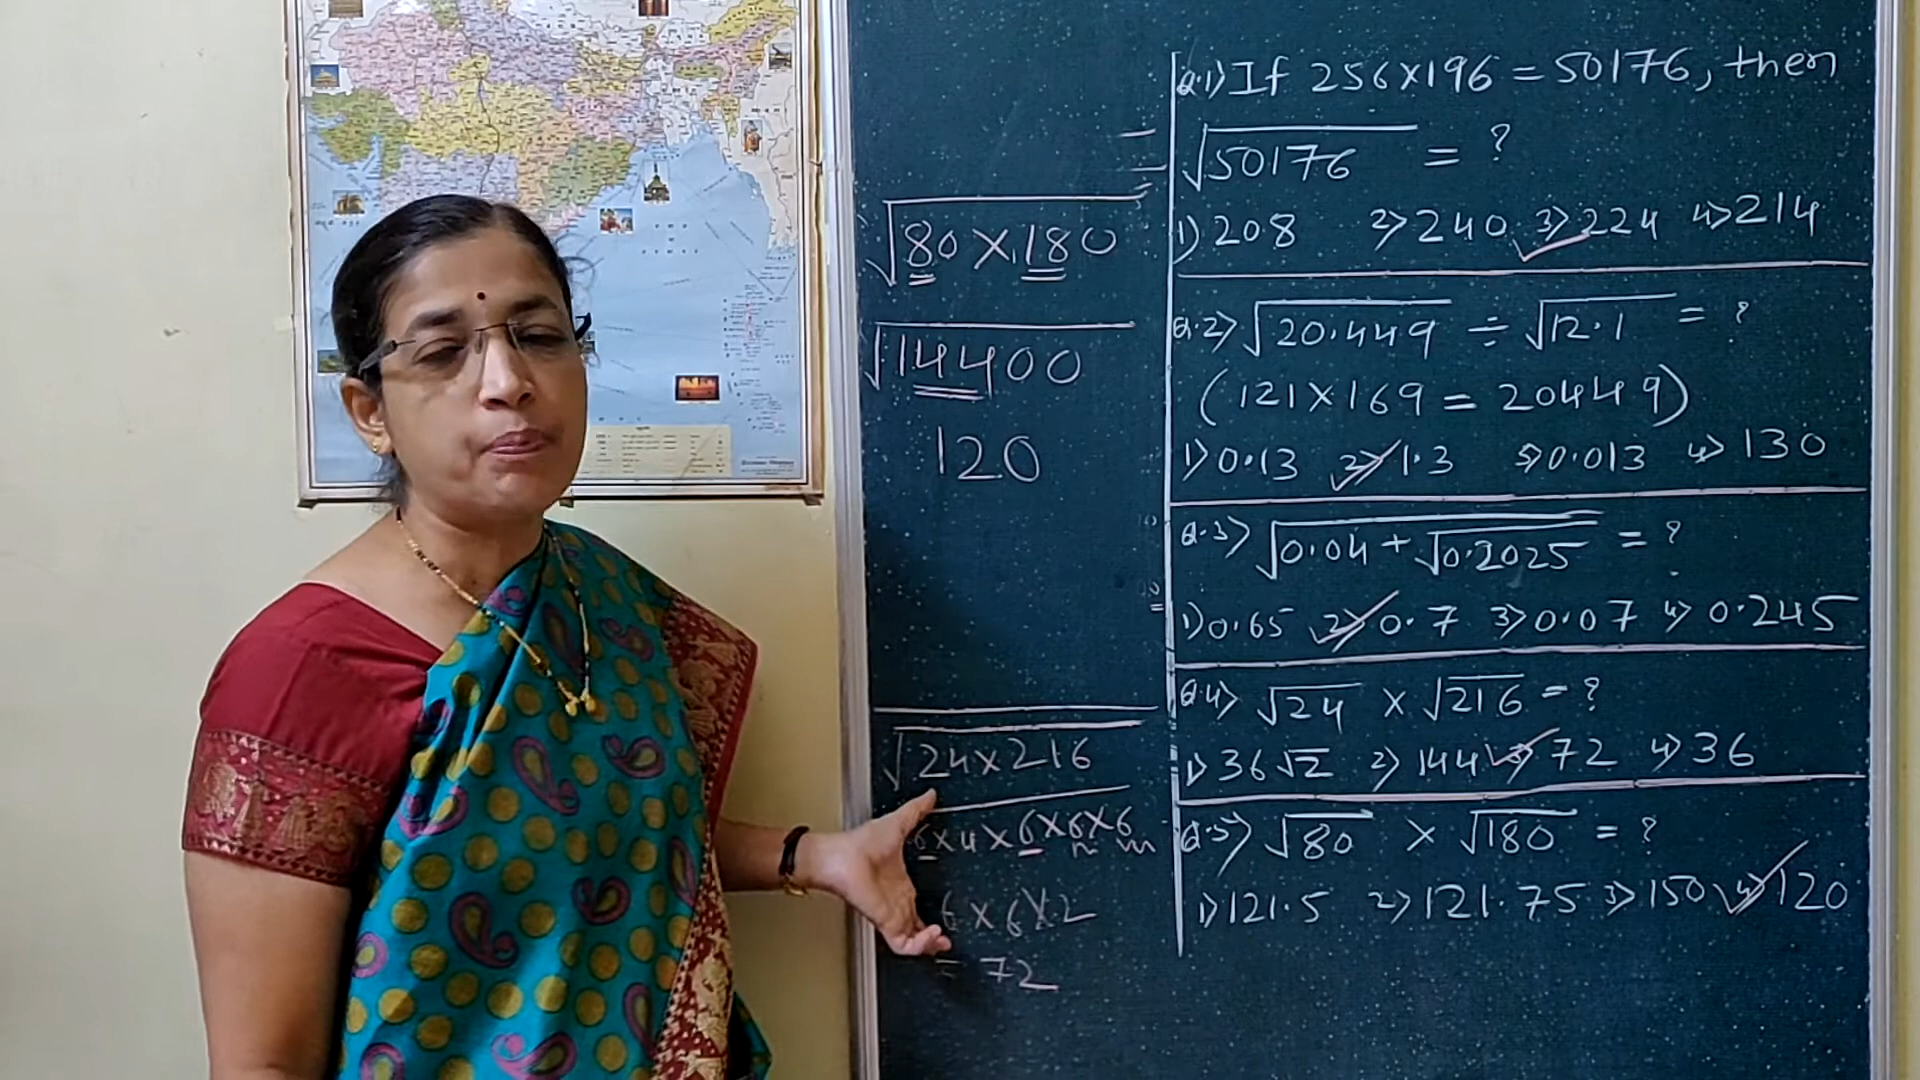 √80×180
√14400
120
√24×216
6×4×6×6×6
6×6×2
= 72
Q.1) If 256×196 = 50176, then
√50176 = ?
1) 208 2) 240 3) 224 4) 214
Q.2) √20.449 ÷ √12.1 = ?
(121×169 = 20449)
1) 0.13 2) 1.3 3) 0.013 4) 130
Q.3) √0.04 + √0.2025 = ?
1) 0.65 2) 0.7 3) 0.07 4) 0.245
Q.4) √24 × √216 = ?
1) 36√2 2) 144 3) 72 4) 36
Q.5) √80 × √180 = ?
1) 121.5 2) 121.75 3) 150 4) 120